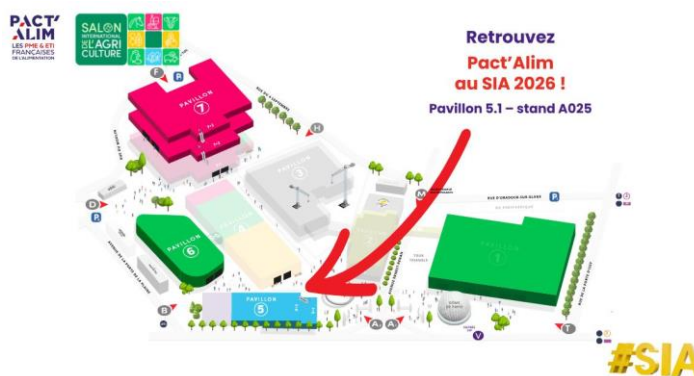 PACT'
ALIM
LES PME & ETI
FRANÇAISES
DE L'ALIMENTATION
SALON
INTERNATIONAL
DE L'AGRI
CULTURE
Retrouvez
Pact'Alim
au SIA 2026 !
Pavillon 5.1 – stand A025
F
P
PAVILLON
7
H
PAVILLON
3
M
D
P
P
PAVILLON
6
4
PAVILLON
1
B
PAVILLON
5
A
A
V
T
#SIA